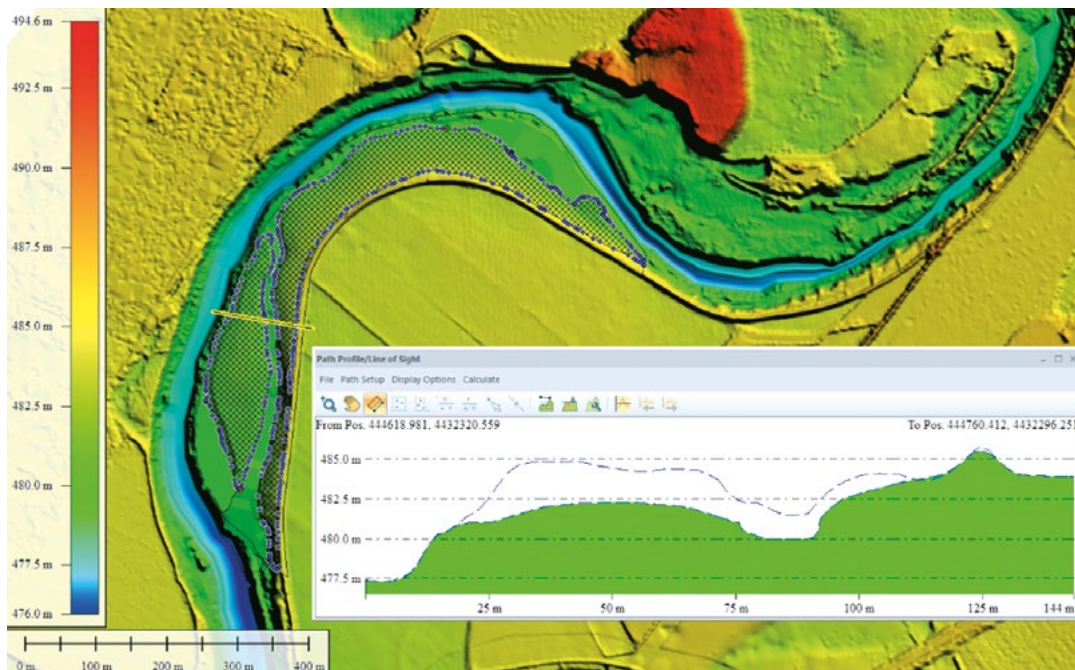 494.6 m
492.5 m
490.0 m
487.5 m
485.0 m
482.5 m
480.0 m
477.5 m
476.0 m
0 m 100 m 200 m 300 m 400 m
Path Profile/Line of Sight
File Path Setup Display Options Calculate
From Pos. 444618.981, 4432320.559 To Pos. 444760.412, 4432296.251
485.0 m
482.5 m
480.0 m
477.5 m
25 m 50 m 75 m 100 m 125 m 144 m